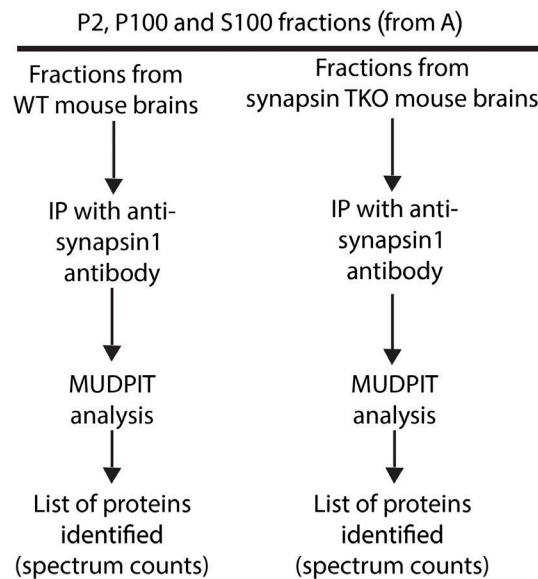 P2, P100 and S100 fractions (from A)
Fractions from
WT mouse brains
IP with anti-
synapsin1
antibody
MUDPIT
analysis
List of proteins
identified
(spectrum counts)
Fractions from
synapsin TKO mouse brains
IP with anti-
synapsin1
antibody
MUDPIT
analysis
List of proteins
identified
(spectrum counts)